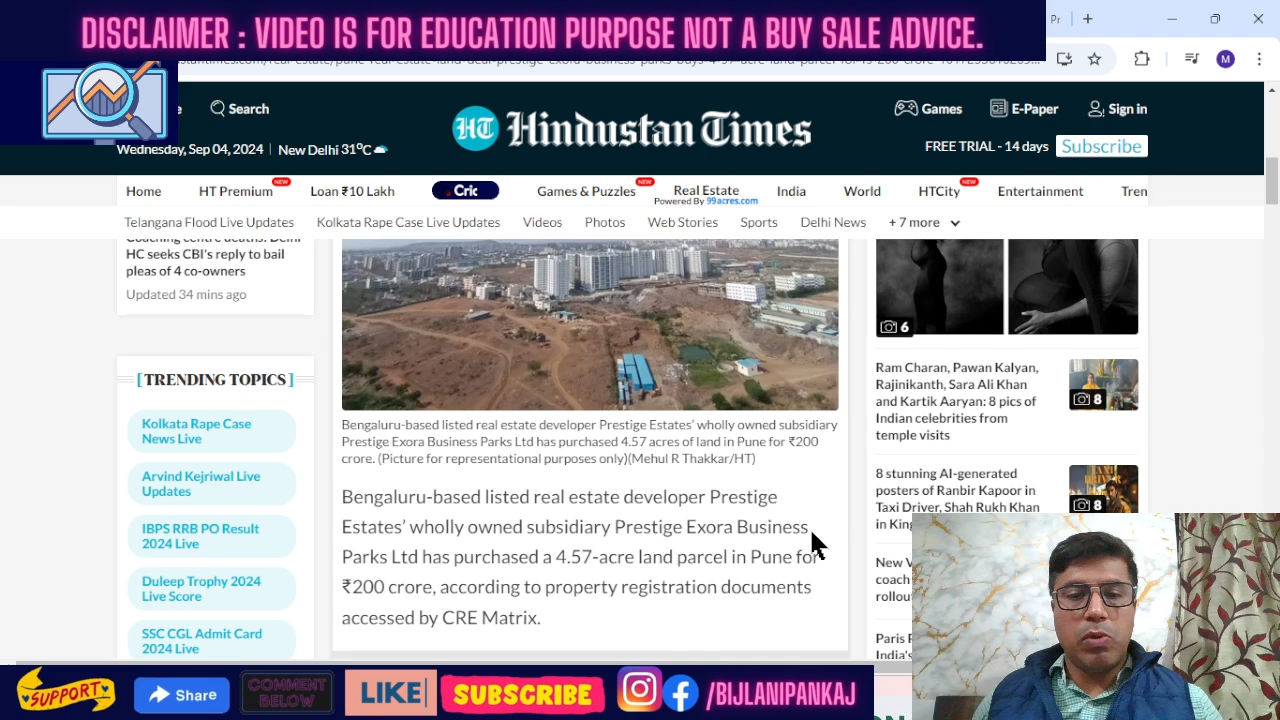 DISCLAIMER : VIDEO IS FOR EDUCATION PURPOSE NOT A BUY SALE ADVICE.
Search
HT Hindustan Times
Games
E-Paper
Sign in
Wednesday, Sep 04, 2024 | New Delhi 31°C
FREE TRIAL - 14 days
Subscribe
Home
HT Premium
NEW
Loan ₹10 Lakh
Cric
Games & Puzzles
NEW
Real Estate
Powered By 99acres.com
India
World
HTCity
NEW
Entertainment
Tren
Telangana Flood Live Updates
Kolkata Rape Case Live Updates
Videos
Photos
Web Stories
Sports
Delhi News
+ 7 more
Coaching centre deaths: Delhi
HC seeks CBI's reply to bail
pleas of 4 co-owners
Updated 34 mins ago
[TRENDING TOPICS]
Kolkata Rape Case
News Live
Arvind Kejriwal Live
Updates
IBPS RRB PO Result
2024 Live
Duleep Trophy 2024
Live Score
SSC CGL Admit Card
2024 Live
Bengaluru-based listed real estate developer Prestige Estates’ wholly owned subsidiary
Prestige Exora Business Parks Ltd has purchased 4.57 acres of land in Pune for ₹200
crore. (Picture for representational purposes only)(Mehul R Thakkar/HT)
Bengaluru-based listed real estate developer Prestige
Estates’ wholly owned subsidiary Prestige Exora Business
Parks Ltd has purchased a 4.57-acre land parcel in Pune for
₹200 crore, according to property registration documents
accessed by CRE Matrix.
6
Ram Charan, Pawan Kalyan,
Rajinikanth, Sara Ali Khan
and Kartik Aaryan: 8 pics of
Indian celebrities from
temple visits
8
8 stunning AI-generated
posters of Ranbir Kapoor in
Taxi Driver, Shah Rukh Khan
in King
8
New V
coach
rollou
Paris P
India's
SUPPORT
Share
COMMENT
BELOW
LIKE
SUBSCRIBE
/BIJLANIPANKAJ